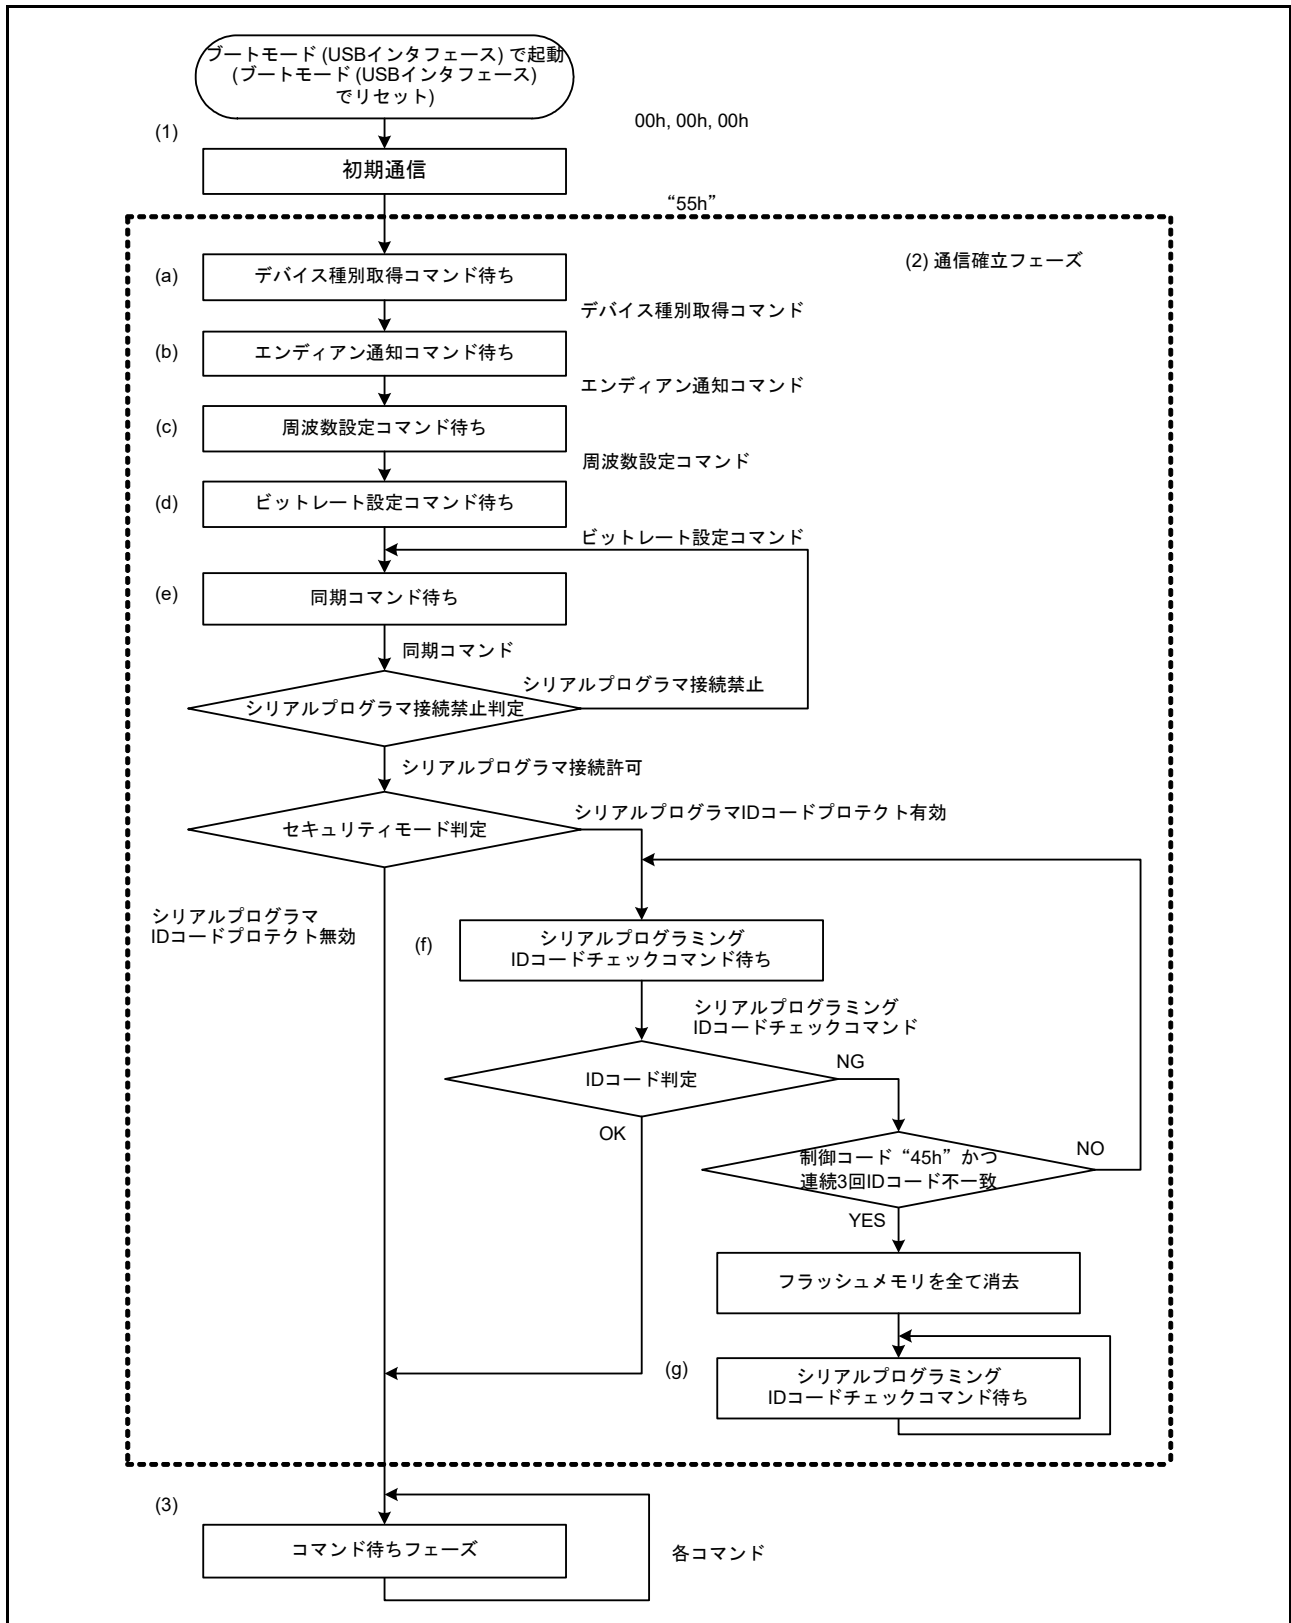 ブートモード (USBインタフェース) で起動
(ブートモード (USBインタフェース)
でリセット)
(1)
00h, 00h, 00h
初期通信
“55h”
(2) 通信確立フェーズ
(a)
デバイス種別取得コマンド待ち
デバイス種別取得コマンド
(b)
エンディアン通知コマンド待ち
エンディアン通知コマンド
(c)
周波数設定コマンド待ち
周波数設定コマンド
(d)
ビットレート設定コマンド待ち
ビットレート設定コマンド
(e)
同期コマンド待ち
同期コマンド
シリアルプログラマ接続禁止
シリアルプログラマ接続禁止判定
シリアルプログラマ接続許可
シリアルプログラマIDコードプロテクト有効
セキュリティモード判定
シリアルプログラマ
IDコードプロテクト無効
(f)
シリアルプログラミング
IDコードチェックコマンド待ち
シリアルプログラミング
IDコードチェックコマンド
NG
IDコード判定
OK
制御コード“45h”かつ
連続3回IDコード不一致
NO
YES
フラッシュメモリを全て消去
(g)
シリアルプログラミング
IDコードチェックコマンド待ち
(3)
コマンド待ちフェーズ
各コマンド